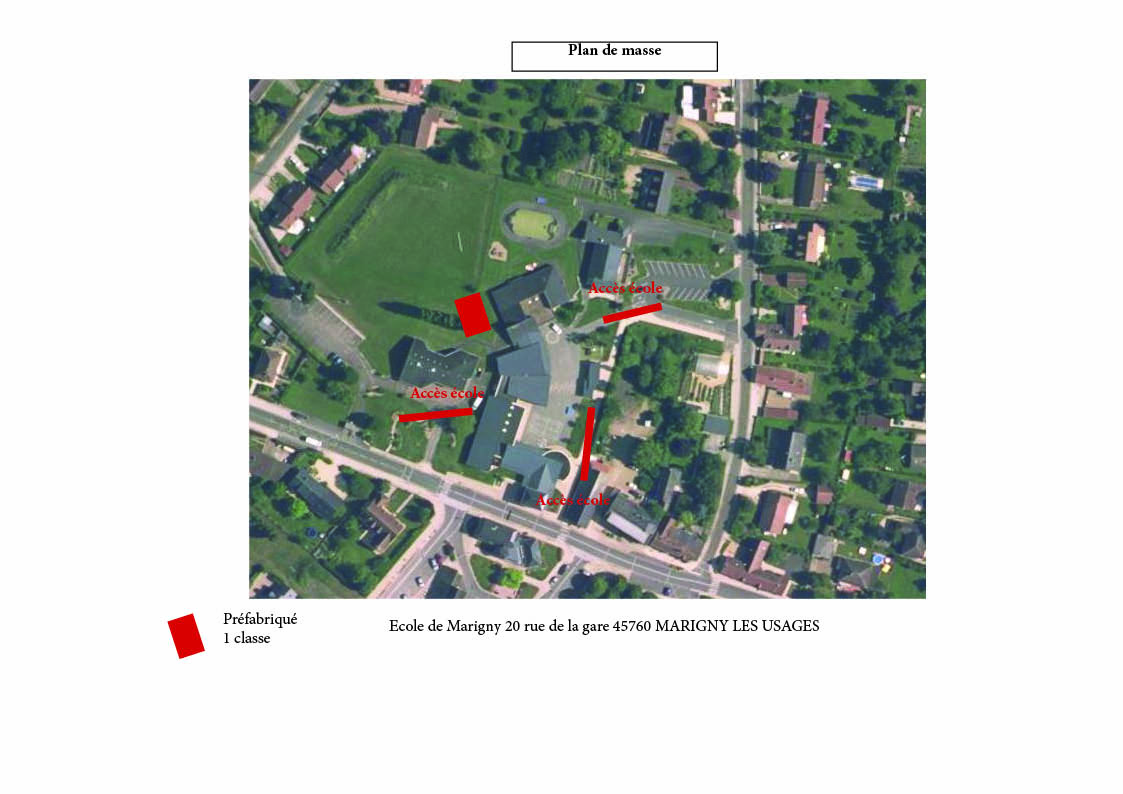 Plan de masse
Accès école
Accès école
Accès école
Préfabriqué
1 classe
Ecole de Marigny 20 rue de la gare 45760 MARIGNY LES USAGES